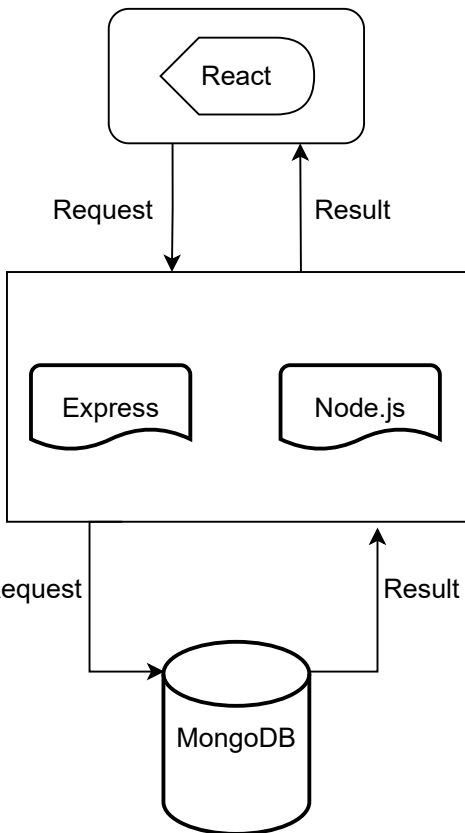 React
Request
Result
Express
Node.js
equest
Result
MongoDB